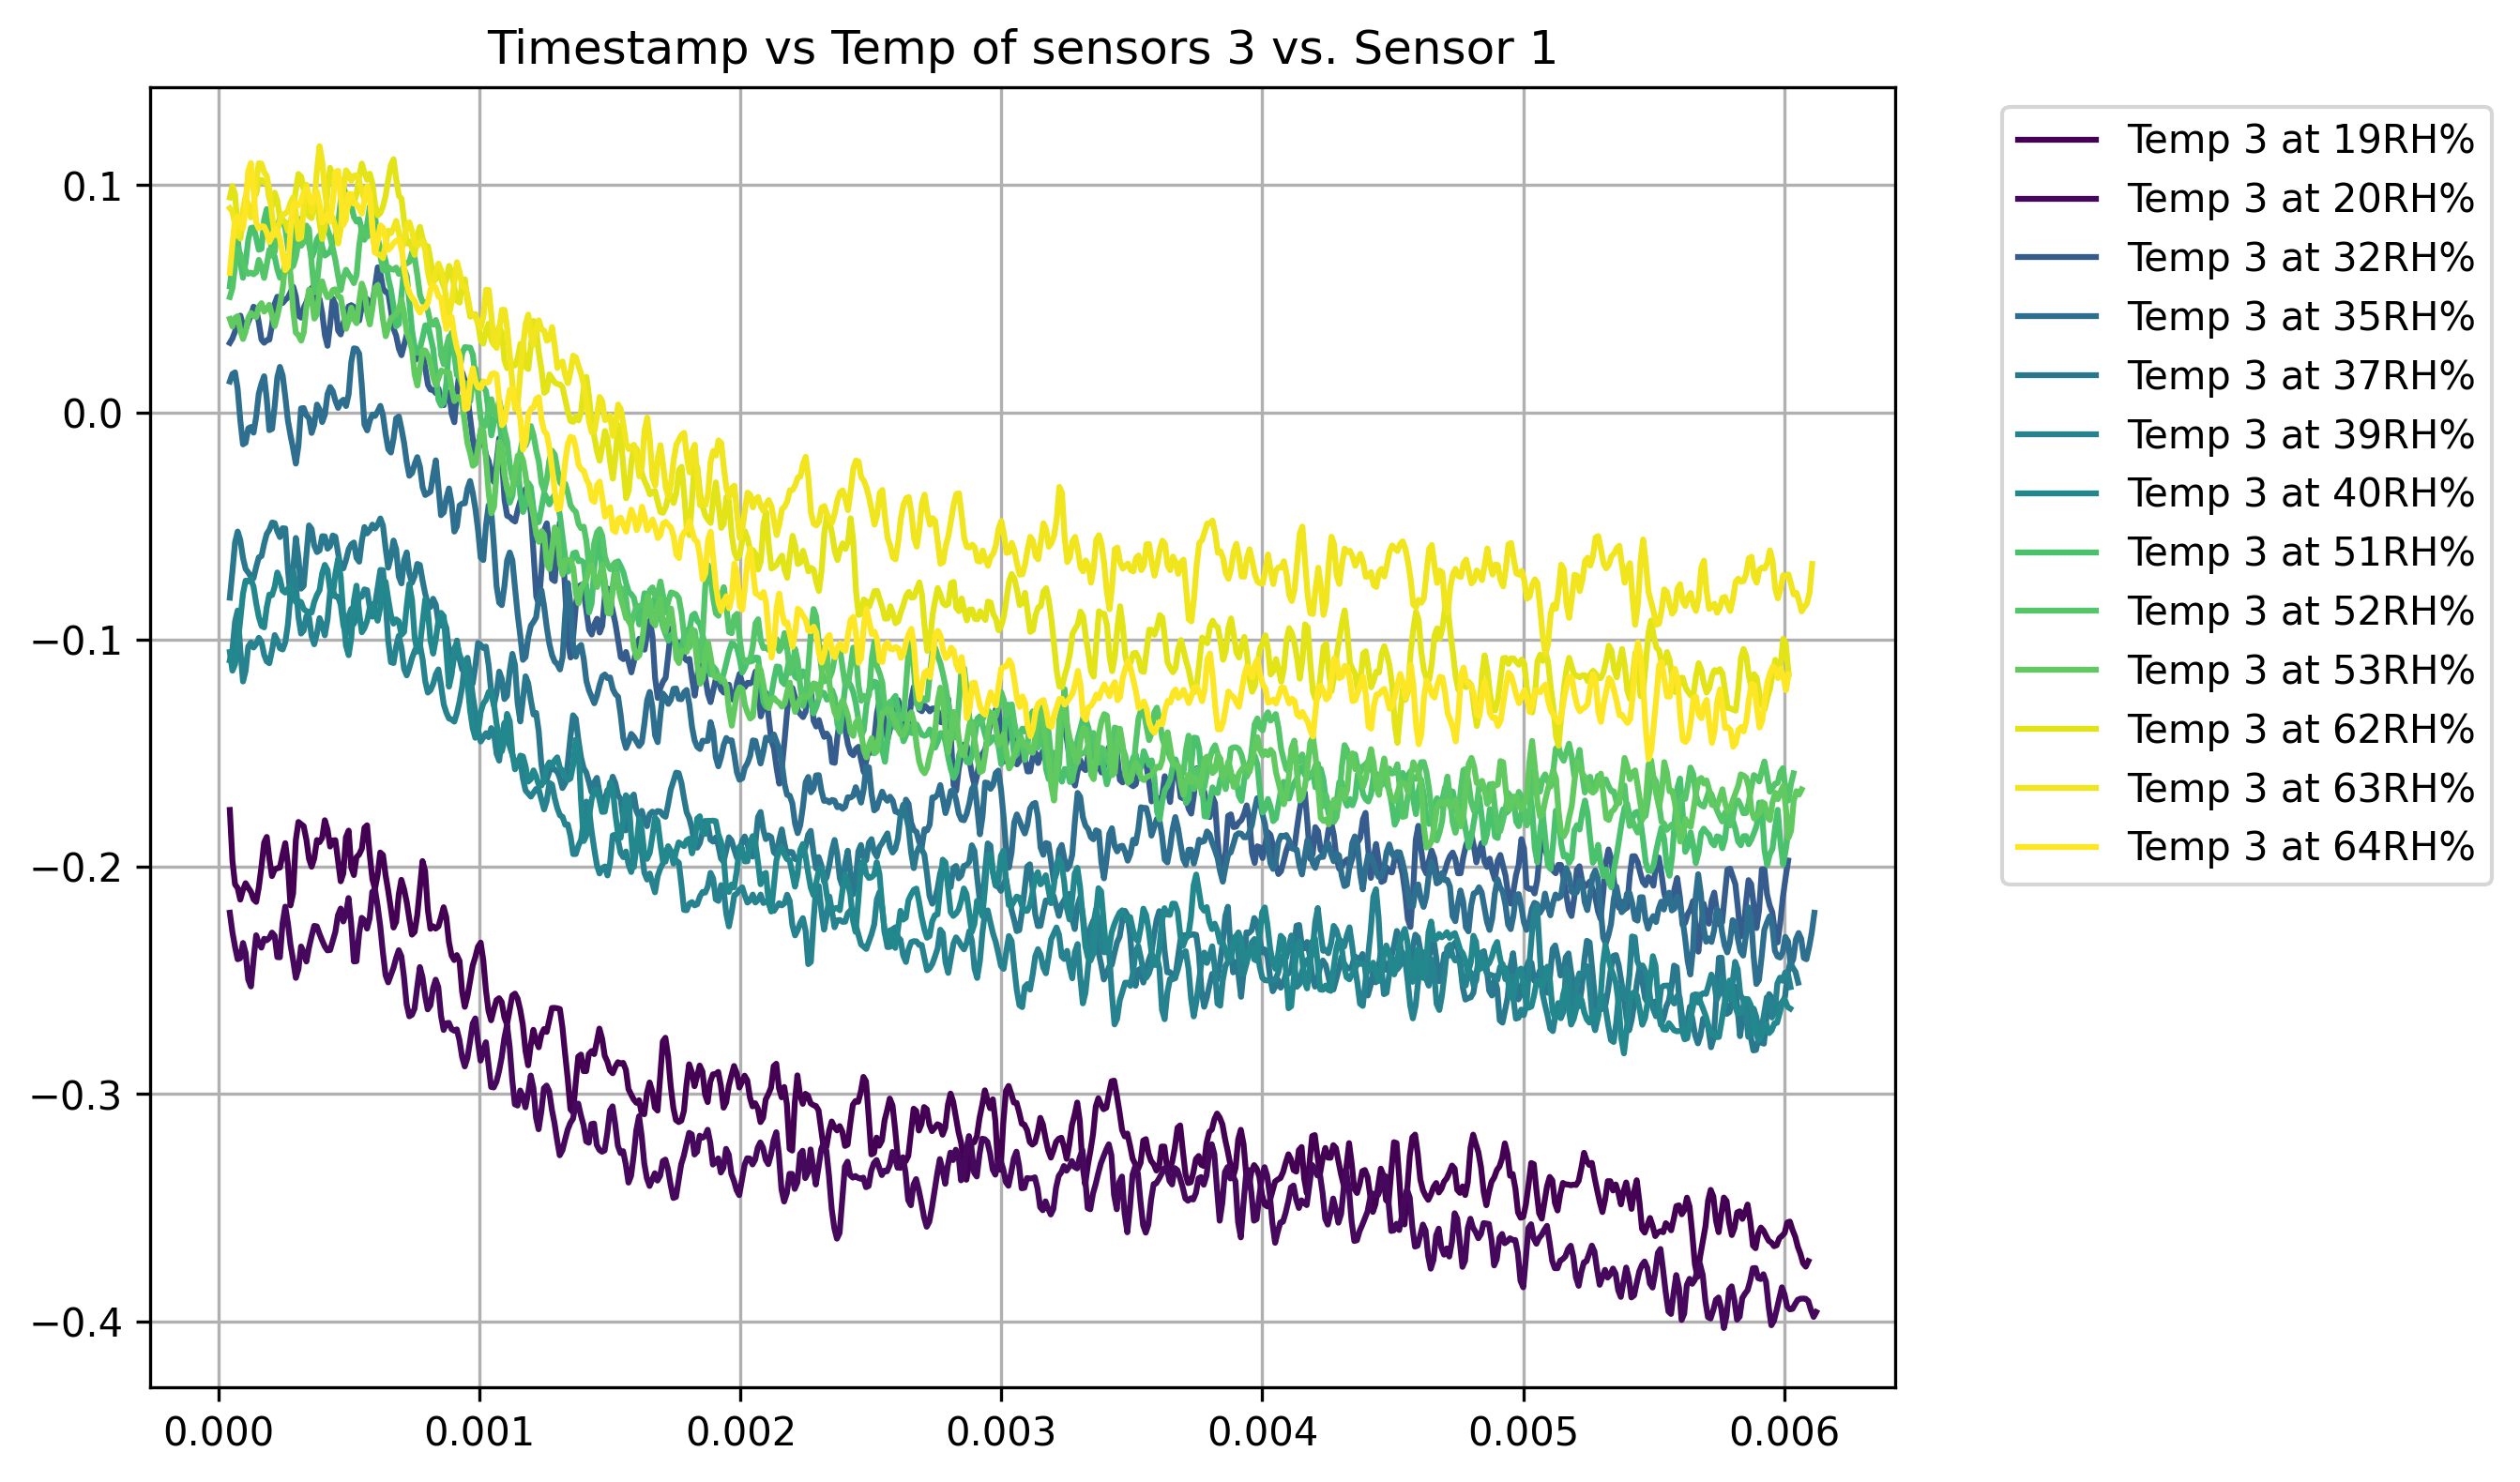 Timestamp vs Temp of sensors 3 vs. Sensor 1
0.1
0.0
−0.1
−0.2
−0.3
−0.4
0.000 0.001 0.002 0.003 0.004 0.005 0.006
Temp 3 at 19RH%
Temp 3 at 20RH%
Temp 3 at 32RH%
Temp 3 at 35RH%
Temp 3 at 37RH%
Temp 3 at 39RH%
Temp 3 at 40RH%
Temp 3 at 51RH%
Temp 3 at 52RH%
Temp 3 at 53RH%
Temp 3 at 62RH%
Temp 3 at 63RH%
Temp 3 at 64RH%